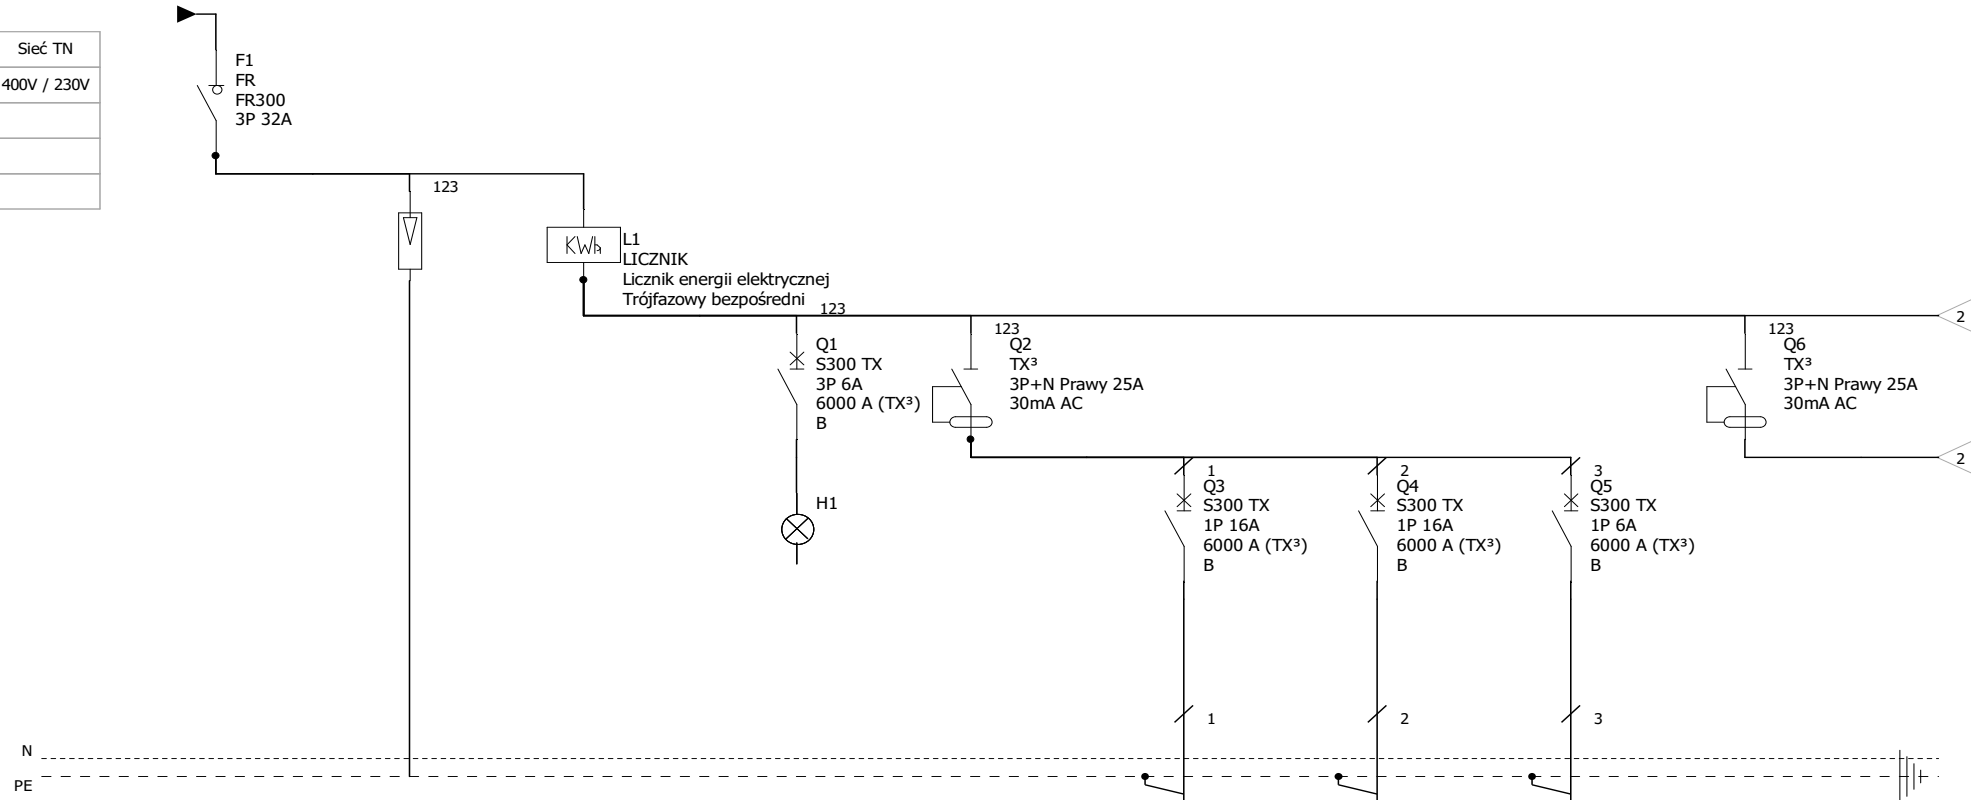 Sieć TN
400V / 230V
F1
FR
FR300
3P 32A
123
KWh
L1
LICZNIK
Licznik energii elektrycznej
Trójfazowy bezpośredni
123
2
Q1
S300 TX
3P 6A
6000 A (TX³)
B
123
Q2
TX³
3P+N Prawy 25A
30mA AC
123
Q6
TX³
3P+N Prawy 25A
30mA AC
2
H1
1
Q3
S300 TX
1P 16A
6000 A (TX³)
B
2
Q4
S300 TX
1P 16A
6000 A (TX³)
B
3
Q5
S300 TX
1P 6A
6000 A (TX³)
B
1
2
3
N
PE